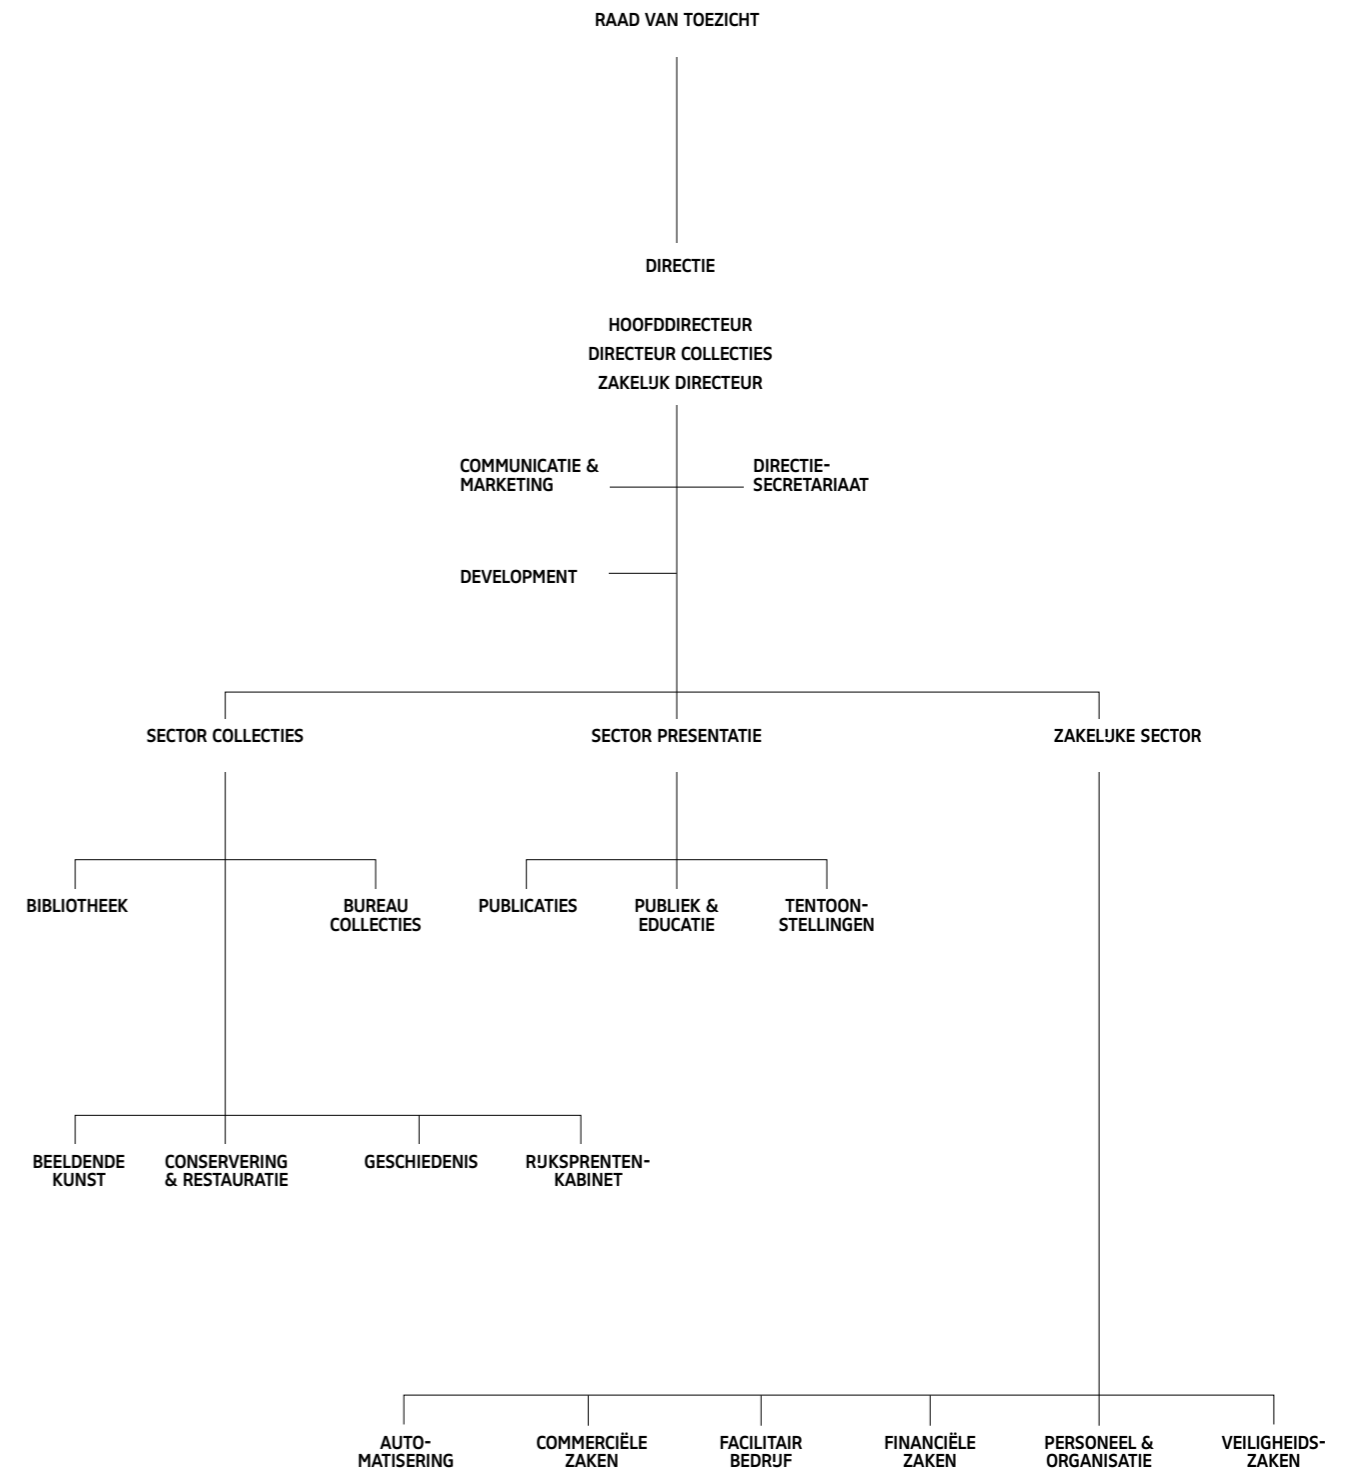 RAAD VAN TOEZICHT
DIRECTIE
HOOFDDIRECTEUR
DIRECTEUR COLLECTIES
ZAKELIJK DIRECTEUR
COMMUNICATIE &
MARKETING
DIRECTIE-
SECRETARIAAT
DEVELOPMENT
SECTOR COLLECTIES
SECTOR PRESENTATIE
ZAKELIJKE SECTOR
BIBLIOTHEEK
BUREAU
COLLECTIES
PUBLICATIES
PUBLIEK &
EDUCATIE
TENTOON-
STELLINGEN
BEELDENDE
KUNST
CONSERVERING
& RESTAURATIE
GESCHIEDENIS
RIJKSPRENTEN-
KABINET
AUTO-
MATISERING
COMMERCIËLE
ZAKEN
FACILITAIR
BEDRIJF
FINANCIËLE
ZAKEN
PERSONEEL &
ORGANISATIE
VEILIGHEIDS-
ZAKEN